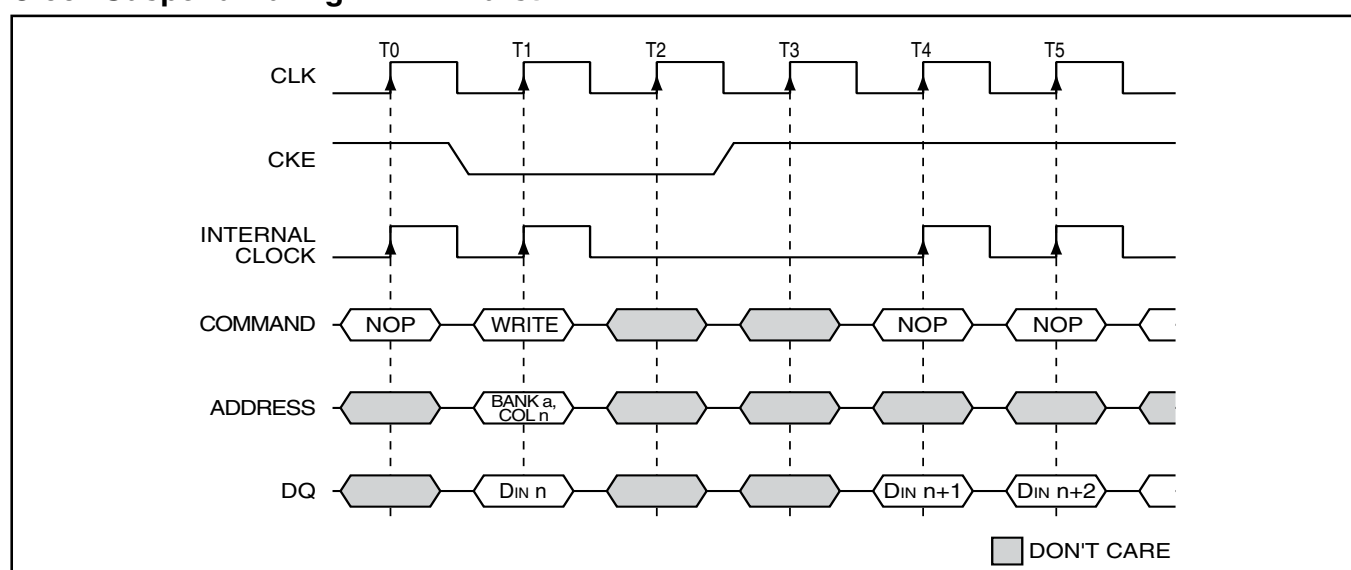 T0 T1 T2 T3 T4 T5
CLK
CKE
INTERNAL
CLOCK
COMMAND NOP WRITE NOP NOP
ADDRESS BANK a,
COL n
DQ DIN n DIN n+1 DIN n+2
DON'T CARE